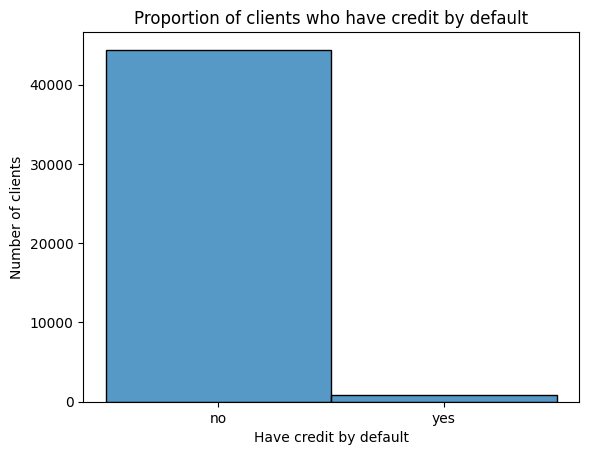 Proportion of clients who have credit by default
Number of clients
40000
30000
20000
10000
0
no
yes
Have credit by default